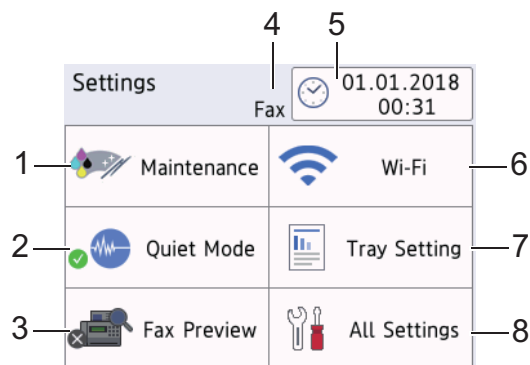 4 5
Settings
Fax
01.01.2018
00:31
1 Maintenance Wi-Fi 6
2 Quiet Mode Tray Setting 7
3 Fax Preview All Settings 8